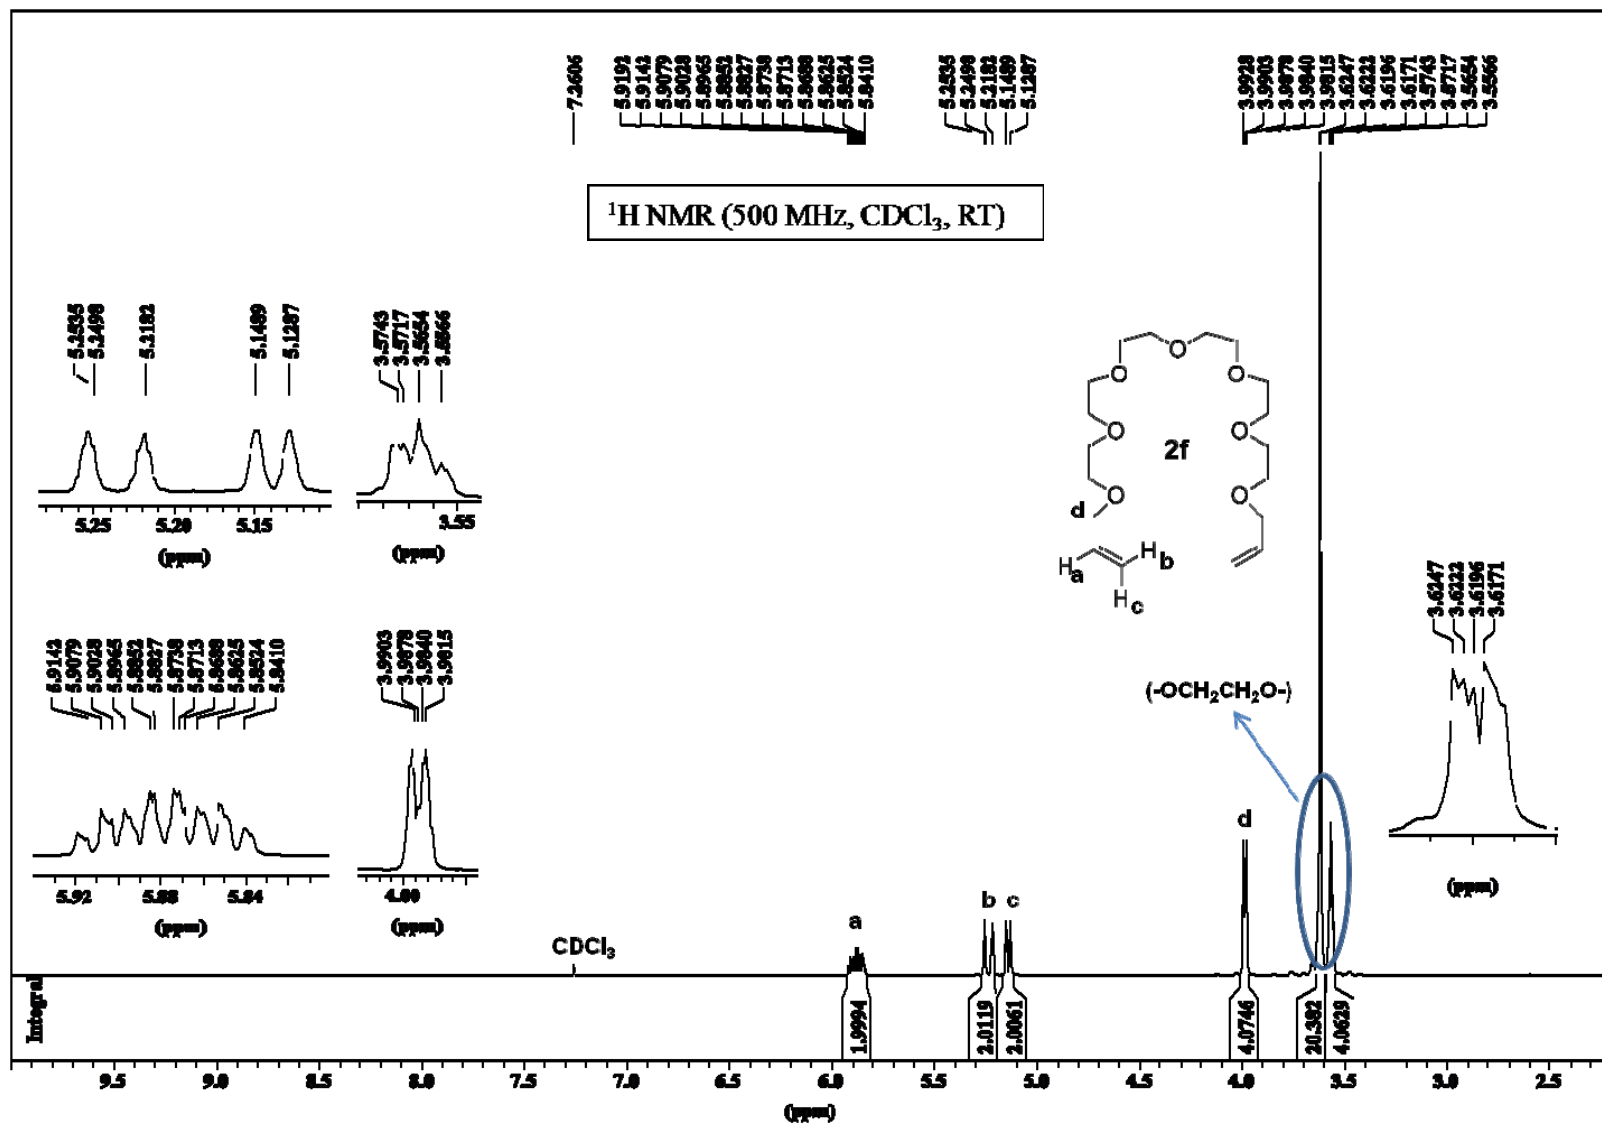 7.2606
5.9192
5.9142
5.9079
5.9028
5.8965
5.8852
5.8827
5.8738
5.8713
5.8688
5.8625
5.8524
5.8410
5.2535
5.2498
5.2182
5.1489
5.1287
3.9928
3.9903
3.9878
3.9840
3.9815
3.6247
3.6222
3.6196
3.6171
3.5743
3.5717
3.5654
3.5566
¹H NMR (500 MHz, CDCl₃, RT)
5.2535
5.2498
5.2182
5.1489
5.1287
5.25 5.20 5.15
(ppm)
3.5743
3.5717
3.5654
3.5566
3.55
(ppm)
O
O O
O O
2f
O O
d
H a
H b
H c
3.6247
3.6222
3.6196
3.6171
(ppm)
5.9142
5.9079
5.9028
5.8965
5.8852
5.8827
5.8738
5.8713
5.8688
5.8625
5.8524
5.8410
5.92 5.88 5.84
(ppm)
3.9903
3.9878
3.9840
3.9815
4.00
(ppm)
(-OCH₂CH₂O-)
CDCl₃
a
b
c
d
Integral
1.9994
2.0119
2.0061
4.0746
20.382
4.0629
9.5 9.0 8.5 8.0 7.5 7.0 6.5 6.0 5.5 5.0 4.5 4.0 3.5 3.0 2.5
(ppm)